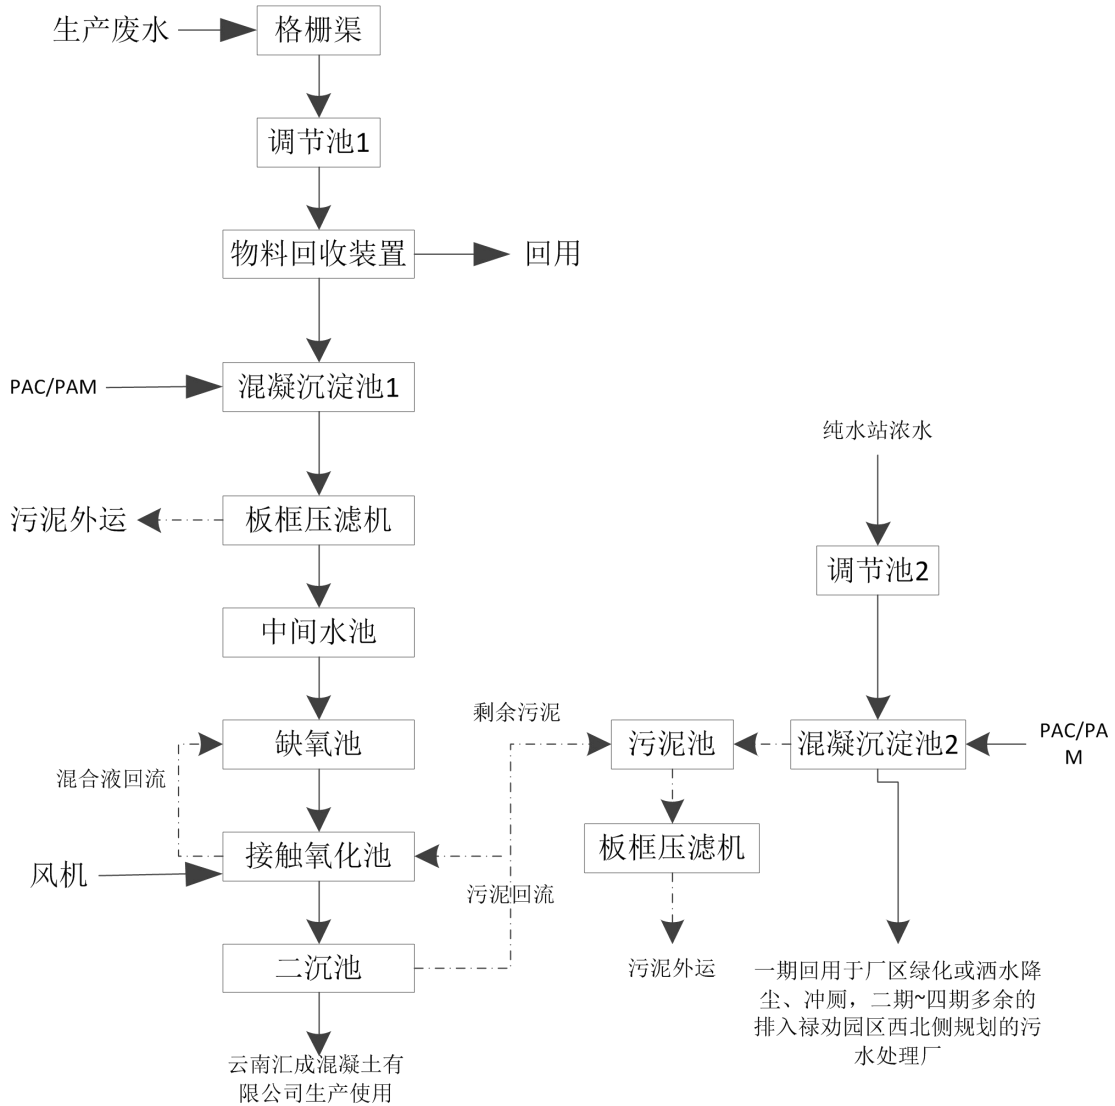 生产废水
格栅渠
调节池1
物料回收装置
回用
PAC/PAM
混凝沉淀池1
污泥外运
板框压滤机
中间水池
缺氧池
混合液回流
接触氧化池
风机
污泥回流
二沉池
云南汇成混凝土有
限公司生产使用
剩余污泥
污泥池
板框压滤机
污泥外运
纯水站浓水
调节池2
混凝沉淀池2
PAC/PA
M
一期回用于厂区绿化或洒水降
尘、冲厕，二期~四期多余的
排入禄劝园区西北侧规划的污
水处理厂